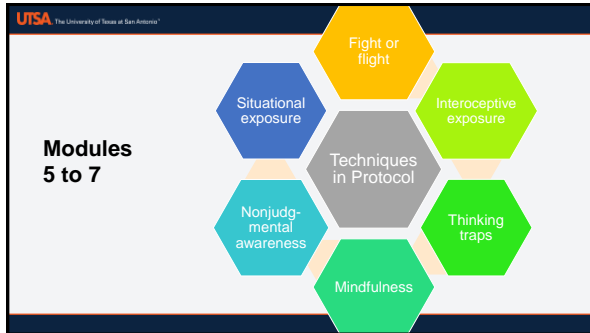 UTSA The University of Texas at San Antonio™
Modules
5 to 7
Fight or
flight
Interoceptive
exposure
Thinking
traps
Mindfulness
Nonjudg-
mental
awareness
Situational
exposure
Techniques
in Protocol